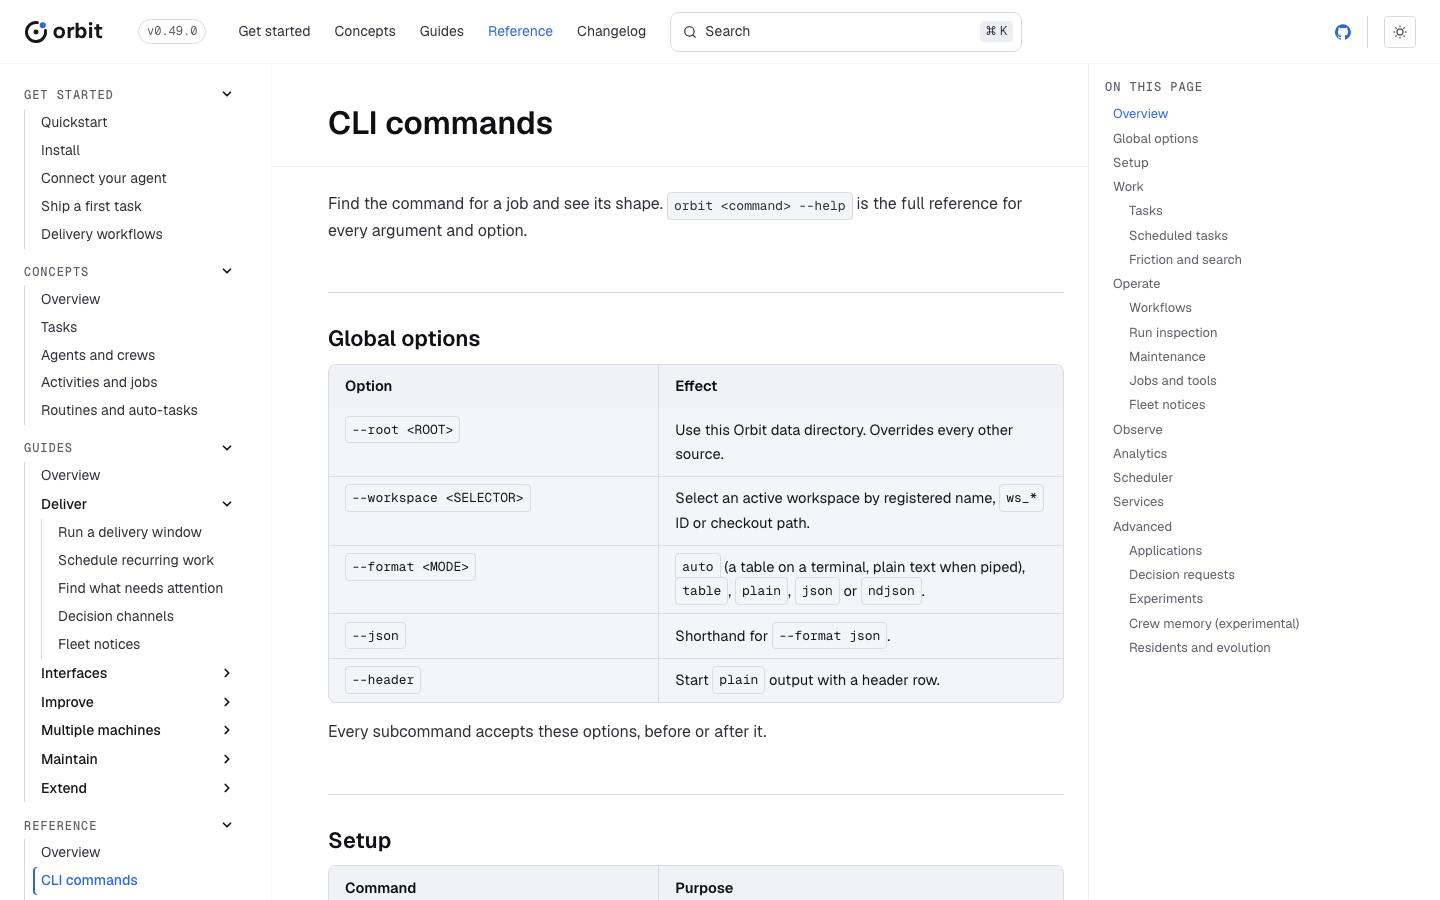 orbit
v0.49.0
Get started
Concepts
Guides
Reference
Changelog
Search
⌘ K
GET STARTED
Quickstart
Install
Connect your agent
Ship a first task
Delivery workflows
CONCEPTS
Overview
Tasks
Agents and crews
Activities and jobs
Routines and auto-tasks
GUIDES
Overview
Deliver
Run a delivery window
Schedule recurring work
Find what needs attention
Decision channels
Fleet notices
Interfaces
Improve
Multiple machines
Maintain
Extend
REFERENCE
Overview
CLI commands
CLI commands
Find the command for a job and see its shape. orbit <command> --help is the full reference for
every argument and option.
Global options
Option
Effect
--root <ROOT>
Use this Orbit data directory. Overrides every other
source.
--workspace <SELECTOR>
Select an active workspace by registered name, ws_*
ID or checkout path.
--format <MODE>
auto (a table on a terminal, plain text when piped),
table, plain, json or ndjson.
--json
Shorthand for --format json.
--header
Start plain output with a header row.
Every subcommand accepts these options, before or after it.
Setup
Command
Purpose
ON THIS PAGE
Overview
Global options
Setup
Work
Tasks
Scheduled tasks
Friction and search
Operate
Workflows
Run inspection
Maintenance
Jobs and tools
Fleet notices
Observe
Analytics
Scheduler
Services
Advanced
Applications
Decision requests
Experiments
Crew memory (experimental)
Residents and evolution